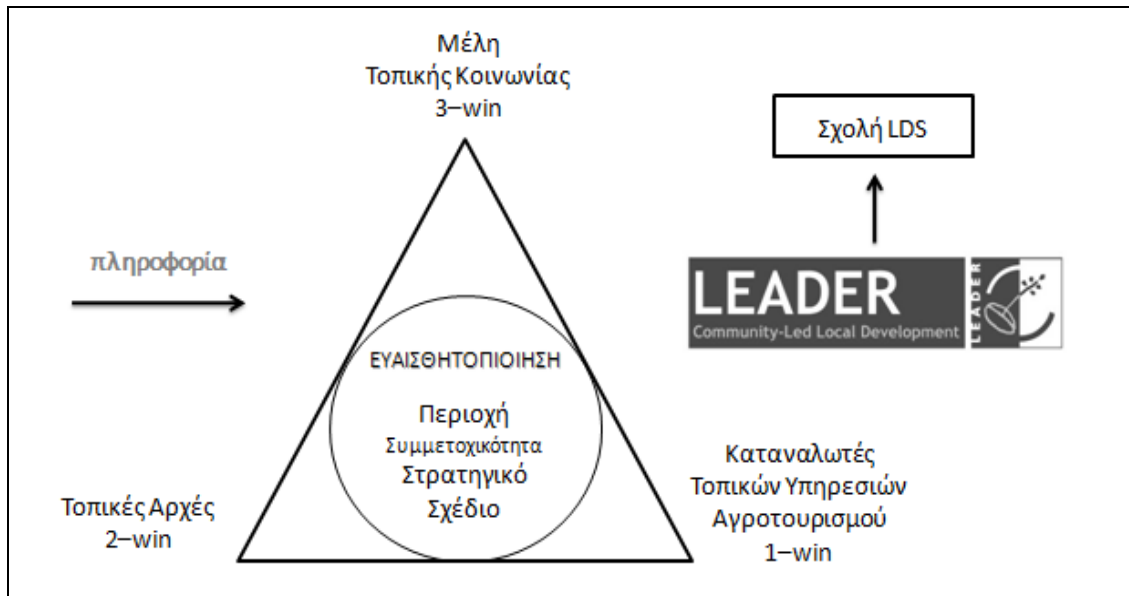 Μέλη
Τοπικής Κοινωνίας
3–win
Σχολή LDS
πληροφορία
LEADER
Community-Led Local Development
LEADER
ΕΥΑΙΣΘΗΤΟΠΟΙΗΣΗ
Περιοχή
Συμμετοχικότητα
Στρατηγικό
Σχέδιο
Τοπικές Αρχές
2–win
Καταναλωτές
Τοπικών Υπηρεσιών
Αγροτουρισμού
1–win